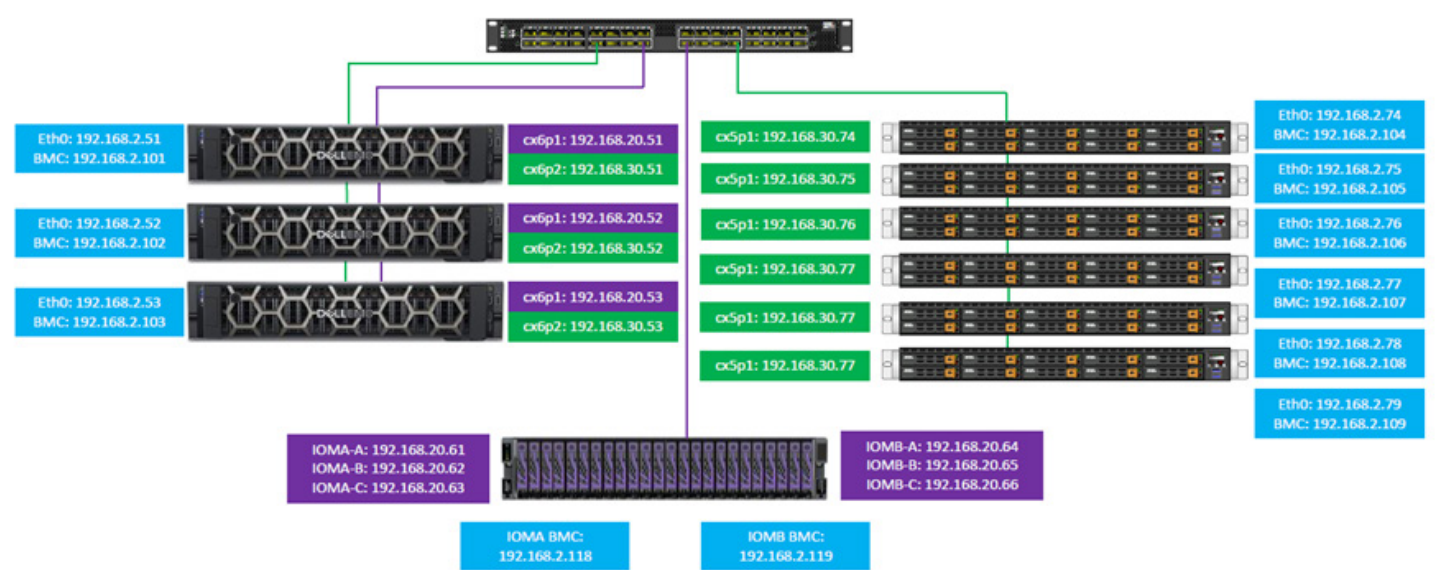 Eth0: 192.168.2.51
BMC: 192.168.2.101
DELLEMC
cx6p1: 192.168.20.51
cx6p2: 192.168.30.51
Eth0: 192.168.2.52
BMC: 192.168.2.102
DELLEMC
cx6p1: 192.168.20.52
cx6p2: 192.168.30.52
Eth0: 192.168.2.53
BMC: 192.168.2.103
DELLEMC
cx6p1: 192.168.20.53
cx6p2: 192.168.30.53
cx5p1: 192.168.30.74
cx5p1: 192.168.30.75
cx5p1: 192.168.30.76
cx5p1: 192.168.30.77
cx5p1: 192.168.30.77
cx5p1: 192.168.30.77
Eth0: 192.168.2.74
BMC: 192.168.2.104
Eth0: 192.168.2.75
BMC: 192.168.2.105
Eth0: 192.168.2.76
BMC: 192.168.2.106
Eth0: 192.168.2.77
BMC: 192.168.2.107
Eth0: 192.168.2.78
BMC: 192.168.2.108
Eth0: 192.168.2.79
BMC: 192.168.2.109
IOMA-A: 192.168.20.61
IOMA-B: 192.168.20.62
IOMA-C: 192.168.20.63
IOMB-A: 192.168.20.64
IOMB-B: 192.168.20.65
IOMB-C: 192.168.20.66
IOMA BMC:
192.168.2.118
IOMB BMC:
192.168.2.119